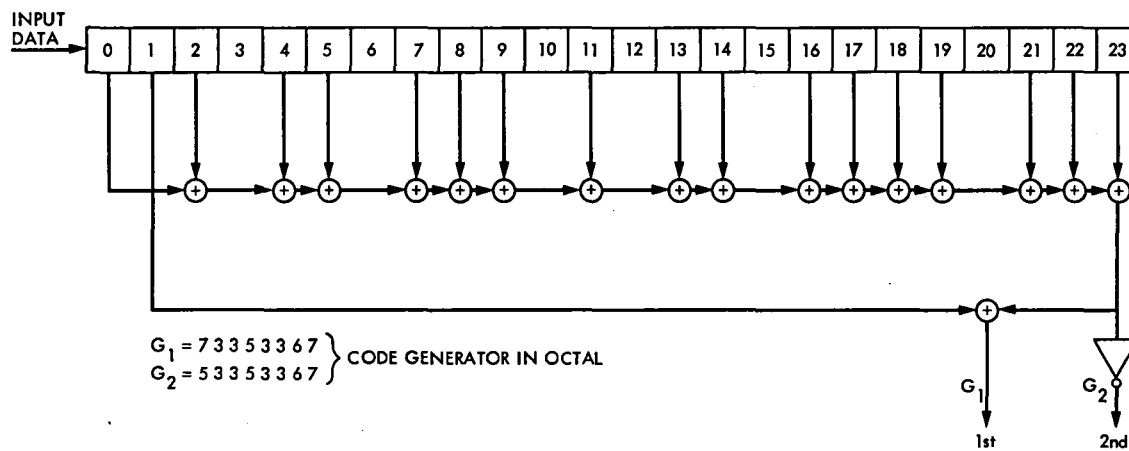 INPUT
DATA
0 1 2 3 4 5 6 7 8 9 10 11 12 13 14 15 16 17 18 19 20 21 22 23
+ + + + + + + + + + + + + + + +
+
G1 = 7 3 3 5 3 3 6 7
G2 = 5 3 3 5 3 3 6 7
} CODE GENERATOR IN OCTAL
G1 G2
1st 2nd